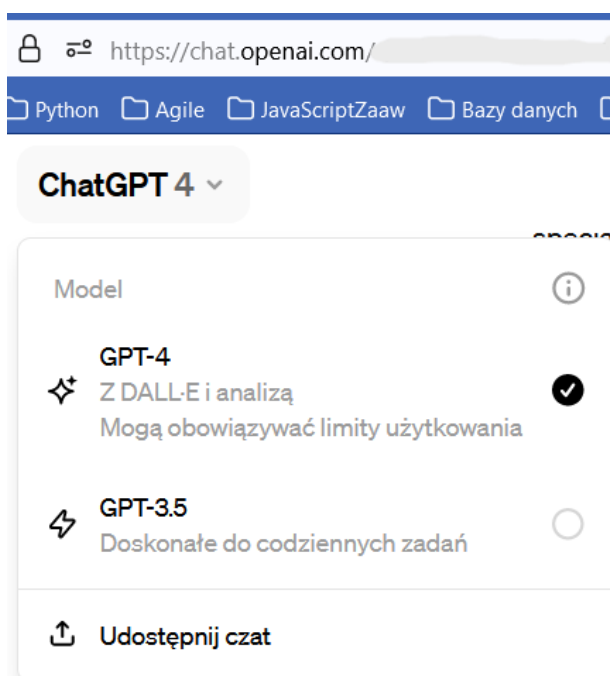 https://chat.openai.com/
Python Agile JavaScriptZaaw Bazy danych
ChatGPT 4
Model
GPT-4
Z DALL·E i analizą
Mogą obowiązywać limity użytkowania
GPT-3.5
Doskonałe do codziennych zadań
Udostępnij czat